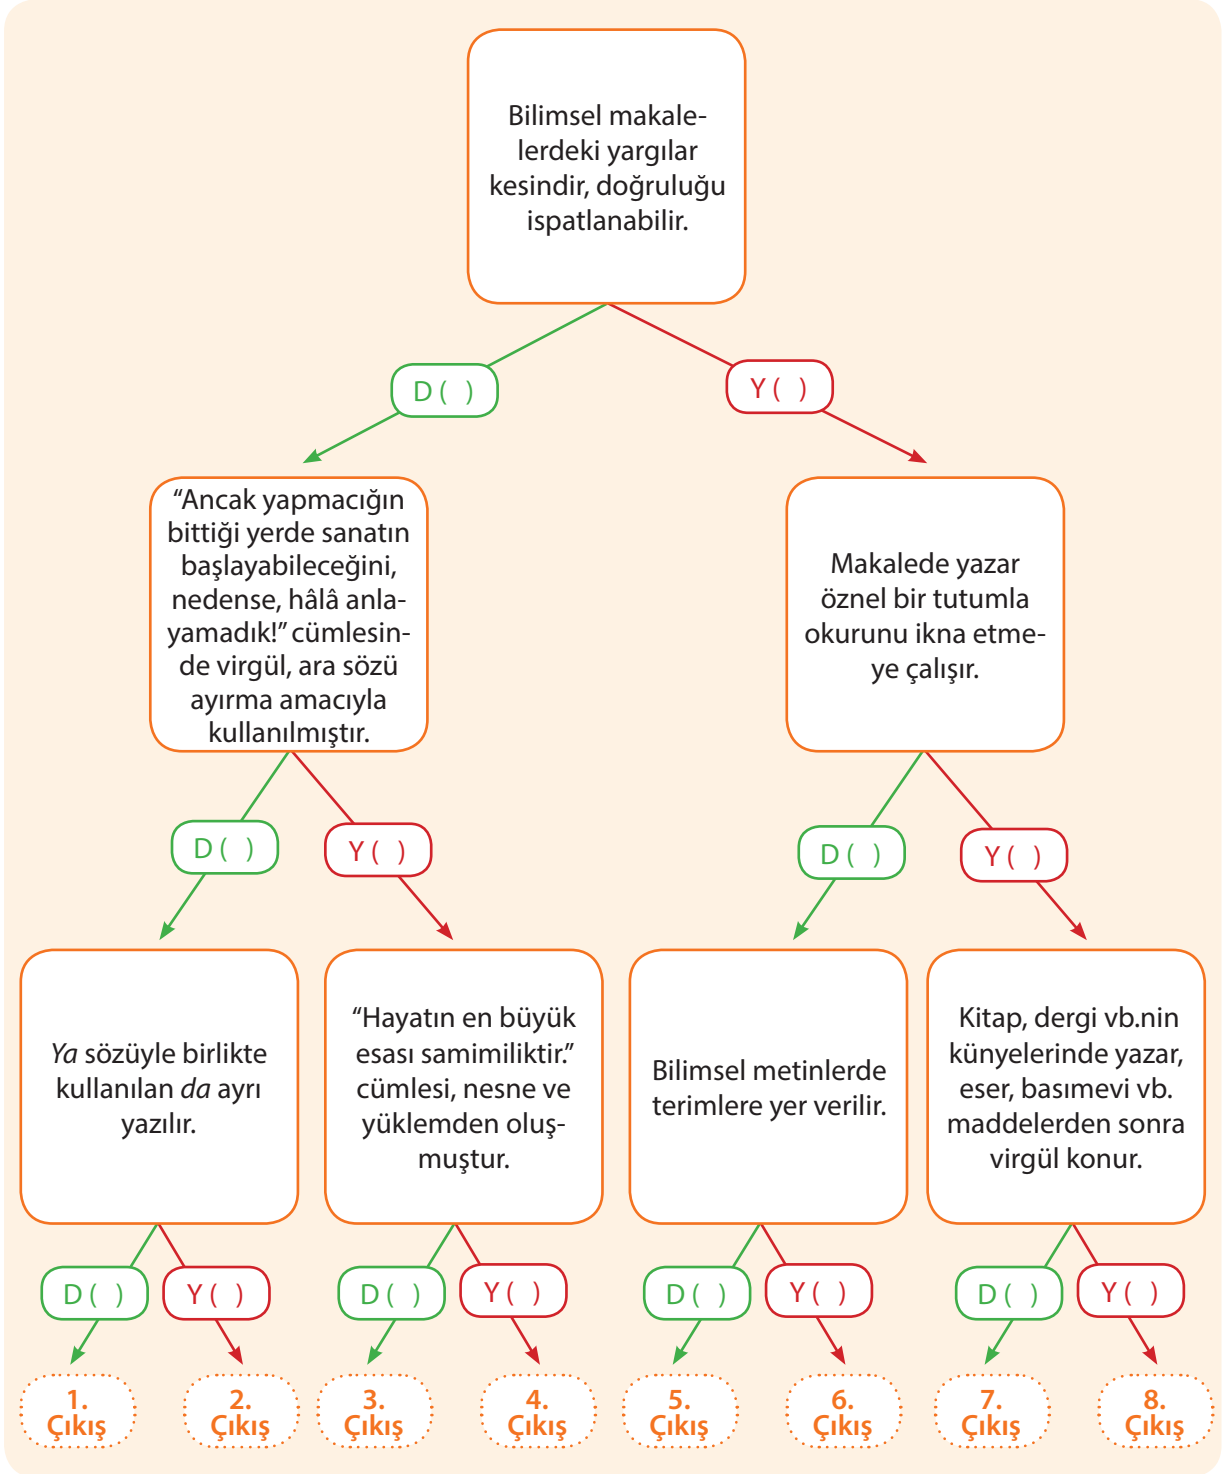 Bilimsel makale-
lerdeki yargılar
kesindir, doğruluğu
ispatlanabilir.
D ( )
Y ( )
“Ancak yapmacığın
bittiği yerde sanatın
başlayabileceğini,
nedense, hâlâ anla-
yamadık!” cümlesin-
de virgül, ara sözü
ayırma amacıyla
kullanılmıştır.
Makalede yazar
öznel bir tutumla
okurunu ikna etme-
ye çalışır.
D ( )
Y ( )
D ( )
Y ( )
Ya sözüyle birlikte
kullanılan da ayrı
yazılır.
“Hayatın en büyük
esası samimiliktir.”
cümlesi, nesne ve
yüklemden oluş-
muştur.
Bilimsel metinlerde
terimlere yer verilir.
Kitap, dergi vb.nin
künyelerinde yazar,
eser, basımevi vb.
maddelerden sonra
virgül konur.
D ( )
Y ( )
D ( )
Y ( )
D ( )
Y ( )
D ( )
Y ( )
1.
Çıkış
2.
Çıkış
3.
Çıkış
4.
Çıkış
5.
Çıkış
6.
Çıkış
7.
Çıkış
8.
Çıkış